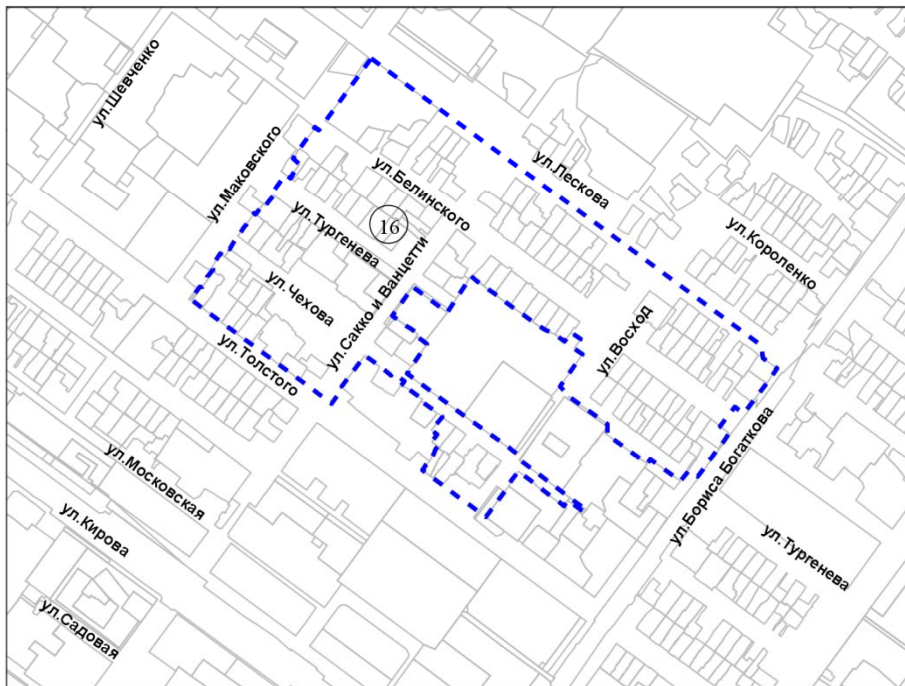 ул.Шевченко
ул.Маковского
ул.Белинского
ул.Лескова
16
ул.Тургенева
ул.Короленко
ул.Чехова
ул.Сакко и Ванцетти
ул.Восход
ул.Толстого
ул.Бориса Богаткова
ул.Московская
ул.Кирова
ул.Тургенева
ул.Садовая